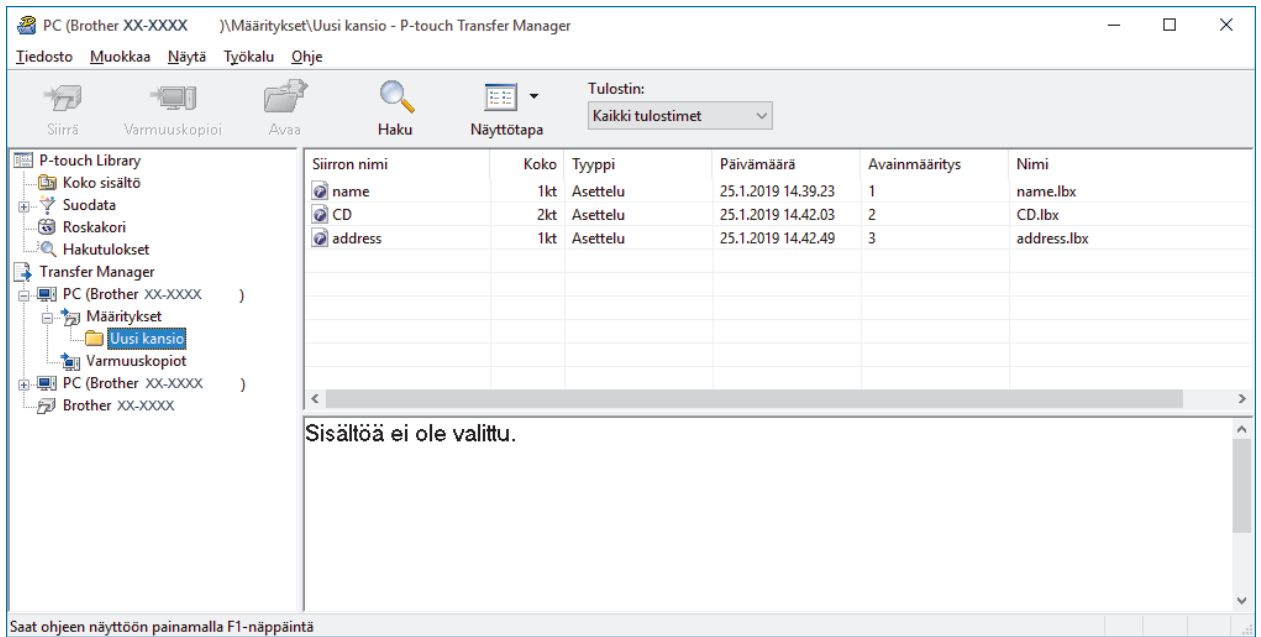 PC (Brother XX-XXXX )\Määritykset\Uusi kansio - P-touch Transfer Manager
Tiedosto Muokkaa Näytä Työkalu Ohje
Siirrä Varmuuskopioi Avaa Haku Näyttötapa
Tulostin:
Kaikki tulostimet
P-touch Library
Koko sisältö
Suodata
Roskakori
Hakutulokset
Transfer Manager
PC (Brother XX-XXXX )
Määritykset
Uusi kansio
Varmuuskopiot
PC (Brother XX-XXXX )
Brother XX-XXXX
Siirron nimi Koko Tyyppi Päivämäärä Avainmääritys Nimi
name 1kt Asettelu 25.1.2019 14.39.23 1 name.lbx
CD 2kt Asettelu 25.1.2019 14.42.03 2 CD.lbx
address 1kt Asettelu 25.1.2019 14.42.49 3 address.lbx
Sisältöä ei ole valittu.
Saat ohjeen näyttöön painamalla F1-näppäintä